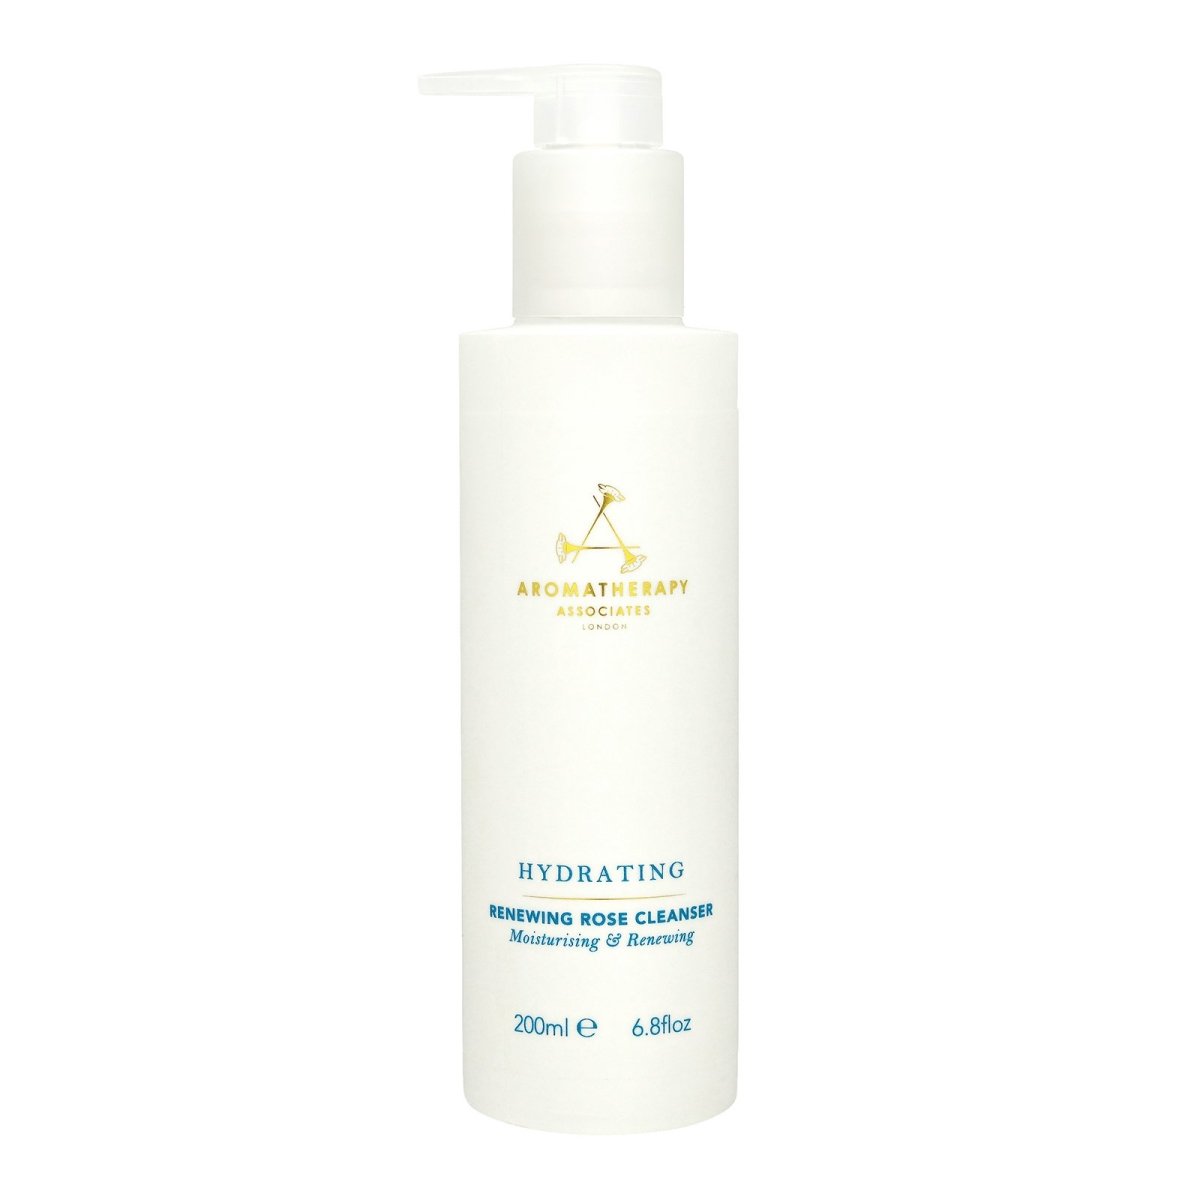 AROMATHERAPY
ASSOCIATES
LONDON
HYDRATING
RENEWING ROSE CLEANSER
Moisturising & Renewing
200ml ℮ 6.8floz